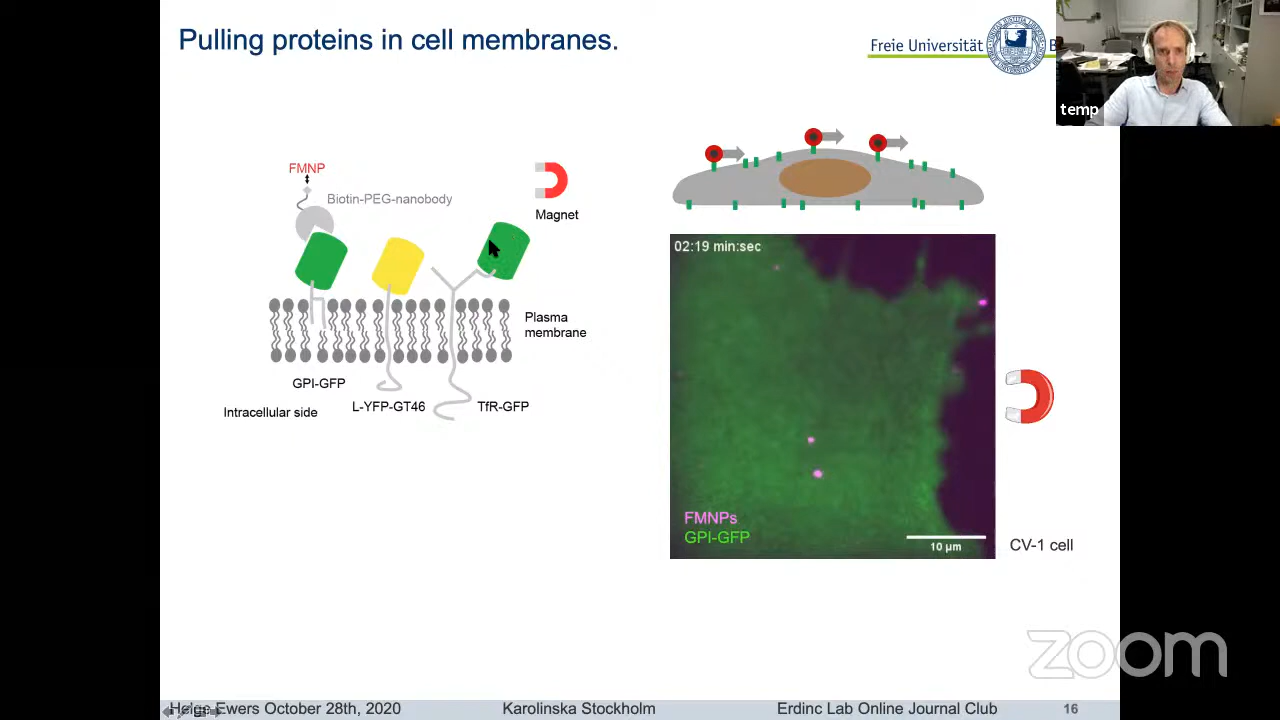 Pulling proteins in cell membranes.
Freie Universität
B
temp
FMNP
Biotin-PEG-nanobody
Magnet
Plasma
membrane
GPI-GFP
L-YFP-GT46
TfR-GFP
Intracellular side
02:19 min:sec
FMNPs
GPI-GFP
10 µm
CV-1 cell
zoom
Helge Ewers October 28th, 2020
Karolinska Stockholm
Erdinc Lab Online Journal Club
16